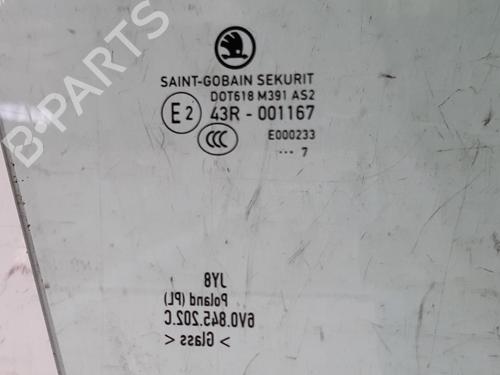 B-PARTS
SAINT-GOBAIN SEKURIT
DOT618 M391 AS2
E2 43R - 001167
CCC E000233
... 7
JY8
Poland (PL)
6V0.845.202.C
> Glass <